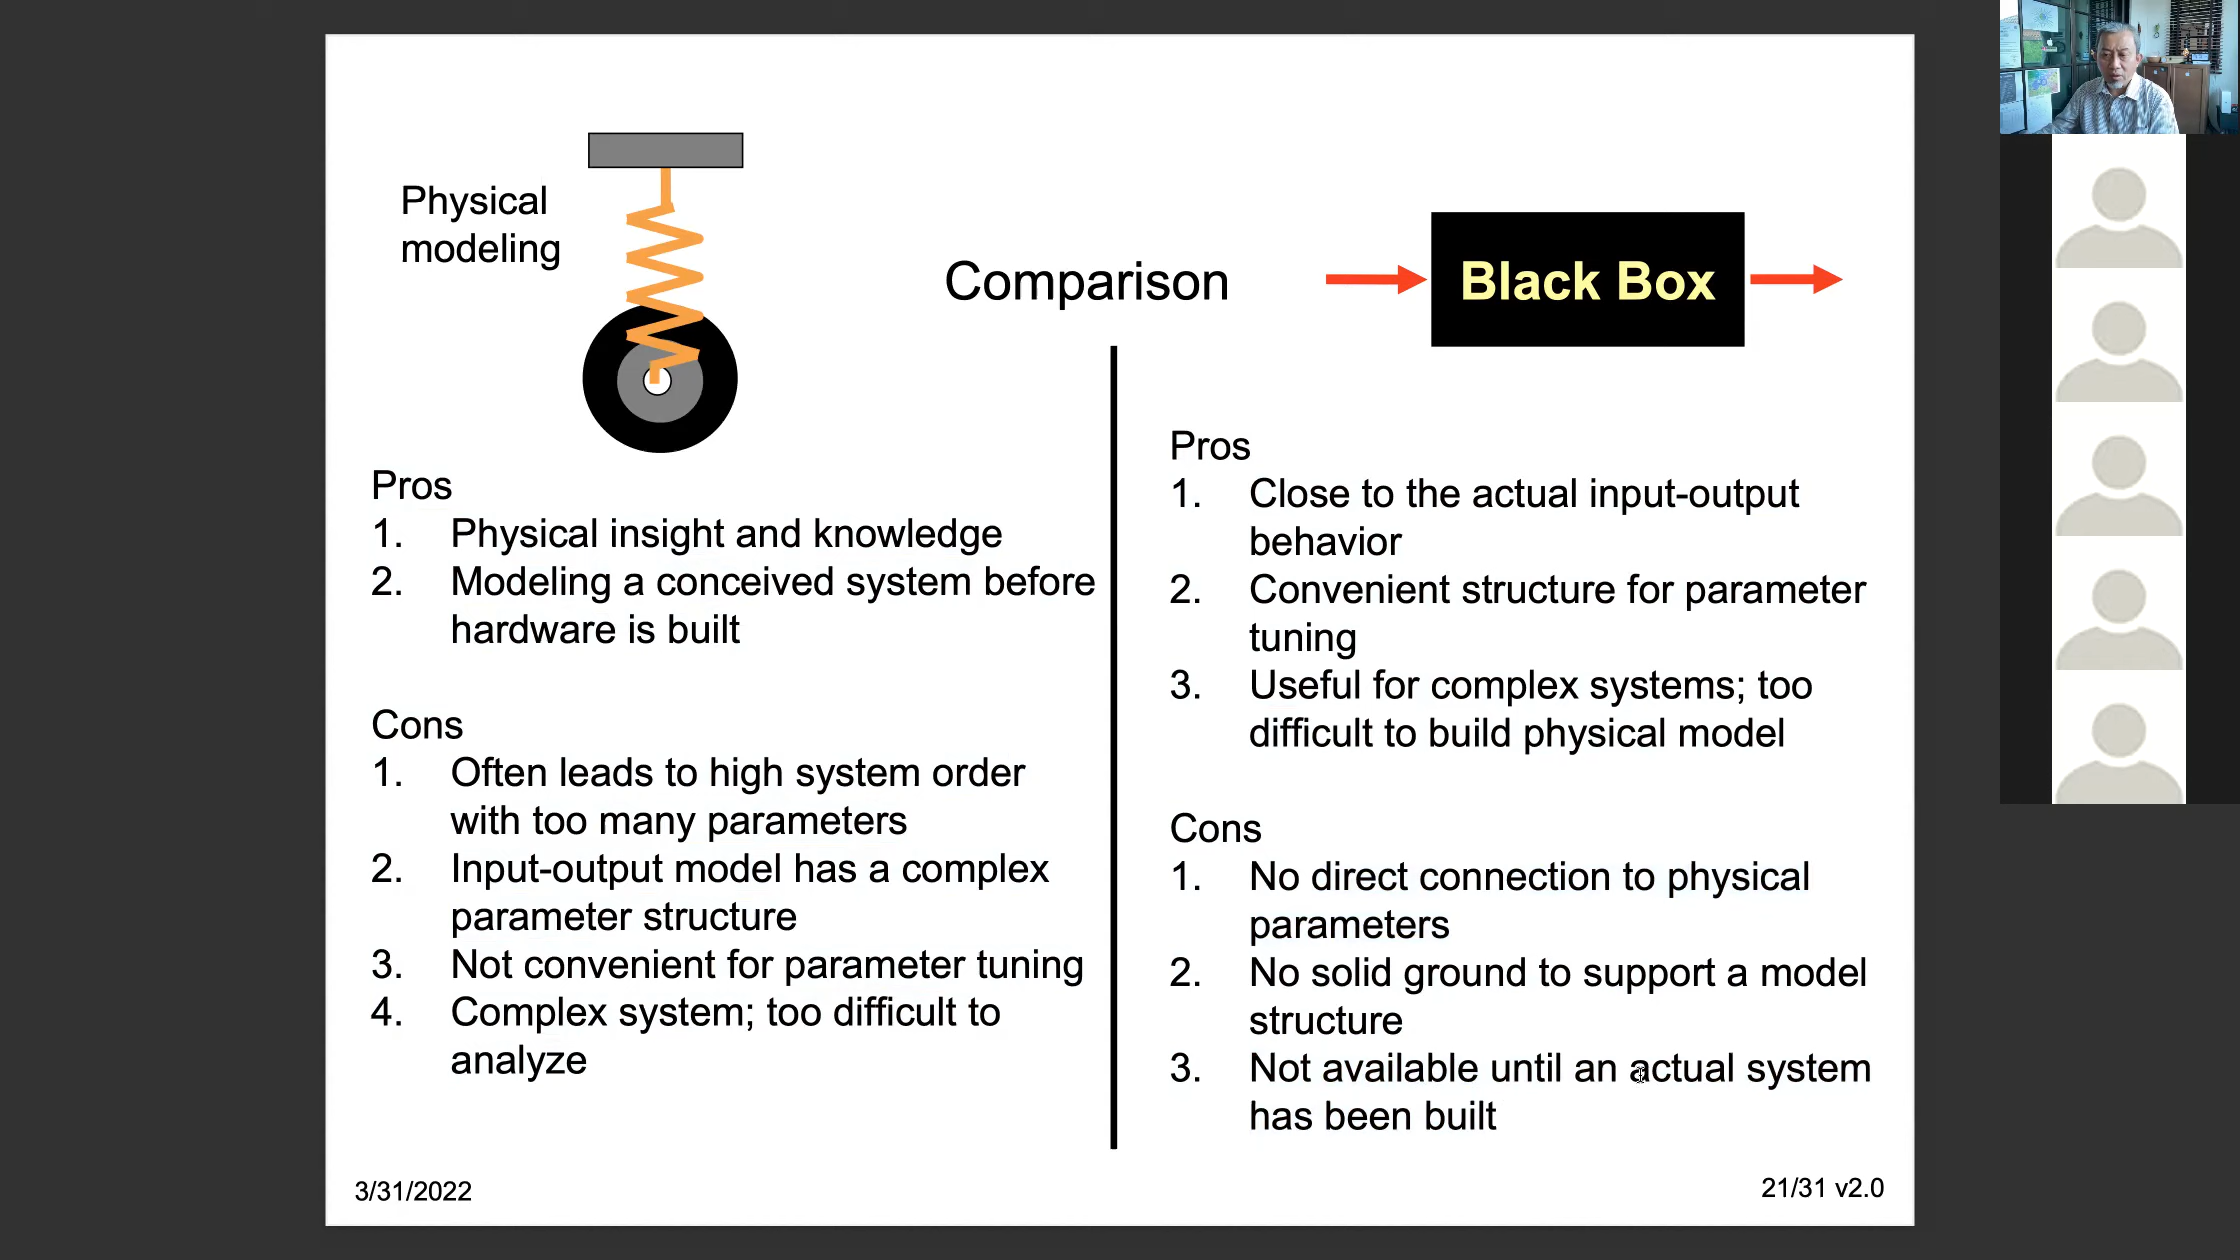 Physical
modeling
Comparison
Black Box
Pros
1. Physical insight and knowledge
2. Modeling a conceived system before
hardware is built
Cons
1. Often leads to high system order
with too many parameters
2. Input-output model has a complex
parameter structure
3. Not convenient for parameter tuning
4. Complex system; too difficult to
analyze
Pros
1. Close to the actual input-output
behavior
2. Convenient structure for parameter
tuning
3. Useful for complex systems; too
difficult to build physical model
Cons
1. No direct connection to physical
parameters
2. No solid ground to support a model
structure
3. Not available until an actual system
has been built
3/31/2022
21/31 v2.0